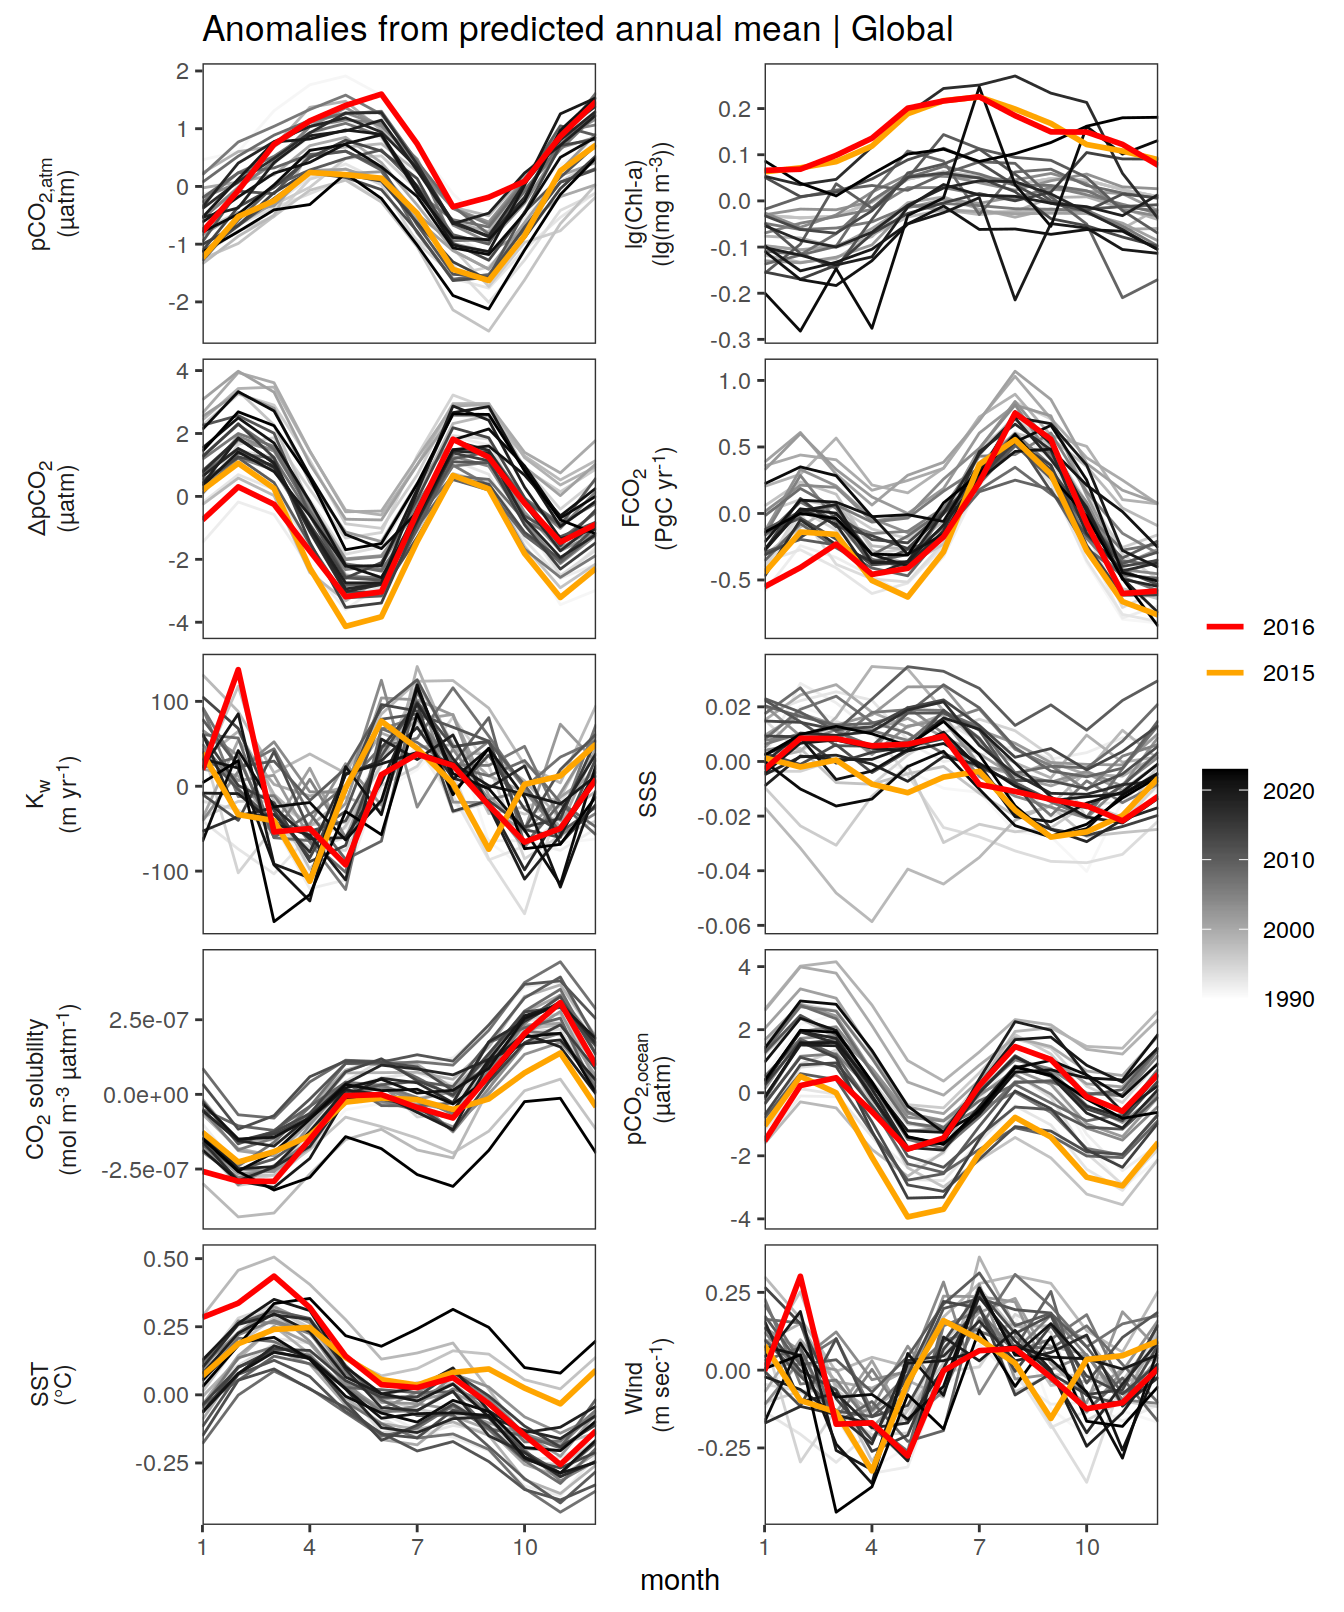 Anomalies from predicted annual mean | Global
pCO2,atm
(µatm)
2
1
0
-1
-2
lg(Chl-a)
(lg(mg m-3))
0.2
0.1
0.0
-0.1
-0.2
-0.3
ΔpCO2
(µatm)
4
2
0
-2
-4
FCO2
(PgC yr-1)
1.0
0.5
0.0
-0.5
Kw
(m yr-1)
100
0
-100
SSS
0.02
0.00
-0.02
-0.04
-0.06
CO2 solubility
(mol m-3 µatm-1)
2.5e-07
0.0e+00
-2.5e-07
pCO2,ocean
(µatm)
4
2
0
-2
-4
SST
(°C)
0.50
0.25
0.00
-0.25
1 4 7 10
Wind
(m sec-1)
0.25
0.00
-0.25
1 4 7 10
month
2016
2015
2020
2010
2000
1990